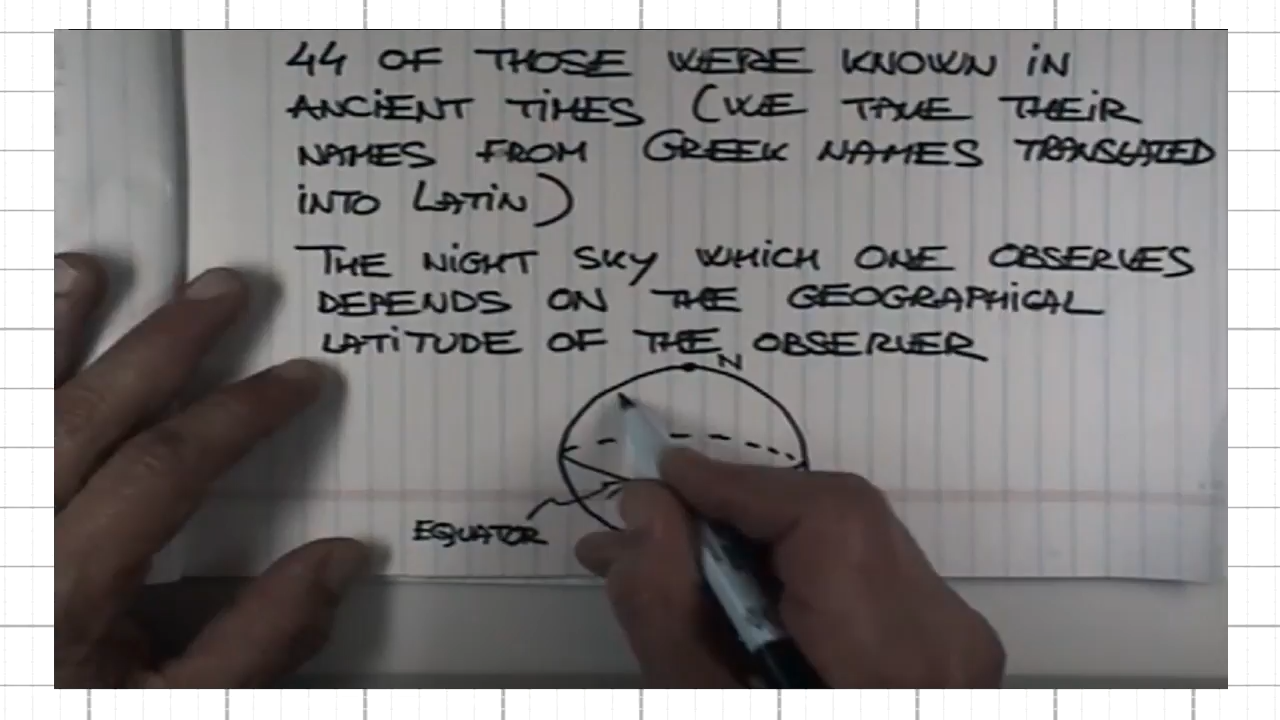 44 OF THOSE WERE KNOWN IN
ANCIENT TIMES (WE TAKE THEIR
NAMES FROM GREEK NAMES TRANSLATED
INTO LATIN)
THE NIGHT SKY WHICH ONE OBSERVES
DEPENDS ON THE GEOGRAPHICAL
LATITUDE OF THE OBSERVER
N
EQUATOR